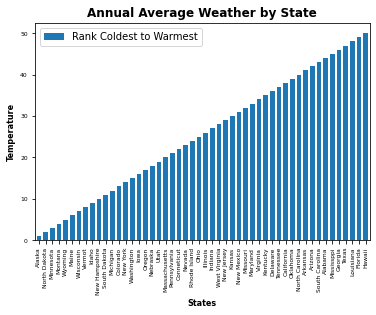 Annual Average Weather by State
Rank Coldest to Warmest
Temperature
50
40
30
20
10
0
Alaska
North Dakota
Minnesota
Montana
Wyoming
Maine
Wisconsin
Vermont
Idaho
New Hampshire
South Dakota
Michigan
Colorado
New York
Washington
Iowa
Oregon
Nebraska
Utah
Massachusetts
Pennsylvania
Connecticut
Nevada
Rhode Island
Ohio
Illinois
Indiana
West Virginia
New Jersey
Kansas
New Mexico
Missouri
Maryland
Virginia
Kentucky
Delaware
Tennessee
California
Oklahoma
North Carolina
Arkansas
Arizona
South Carolina
Alabama
Mississippi
Georgia
Texas
Louisiana
Florida
Hawaii
States